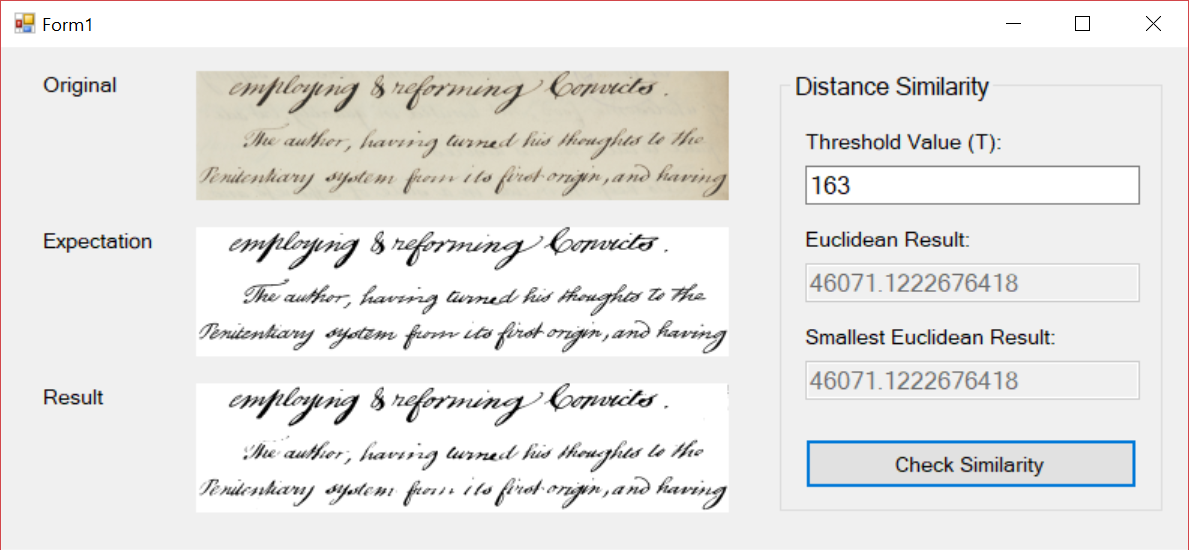 Form1
Original
employing & reforming Convicts.
The author, having turned his thoughts to the
Penitentiary system from its first origin, and having
Expectation
employing & reforming Convicts.
The author, having turned his thoughts to the
Penitentiary system from its first origin, and having
Result
employing & reforming Convicts.
The author, having turned his thoughts to the
Penitentiary system from its first origin, and having
Distance Similarity
Threshold Value (T):
163
Euclidean Result:
46071.1222676418
Smallest Euclidean Result:
46071.1222676418
Check Similarity